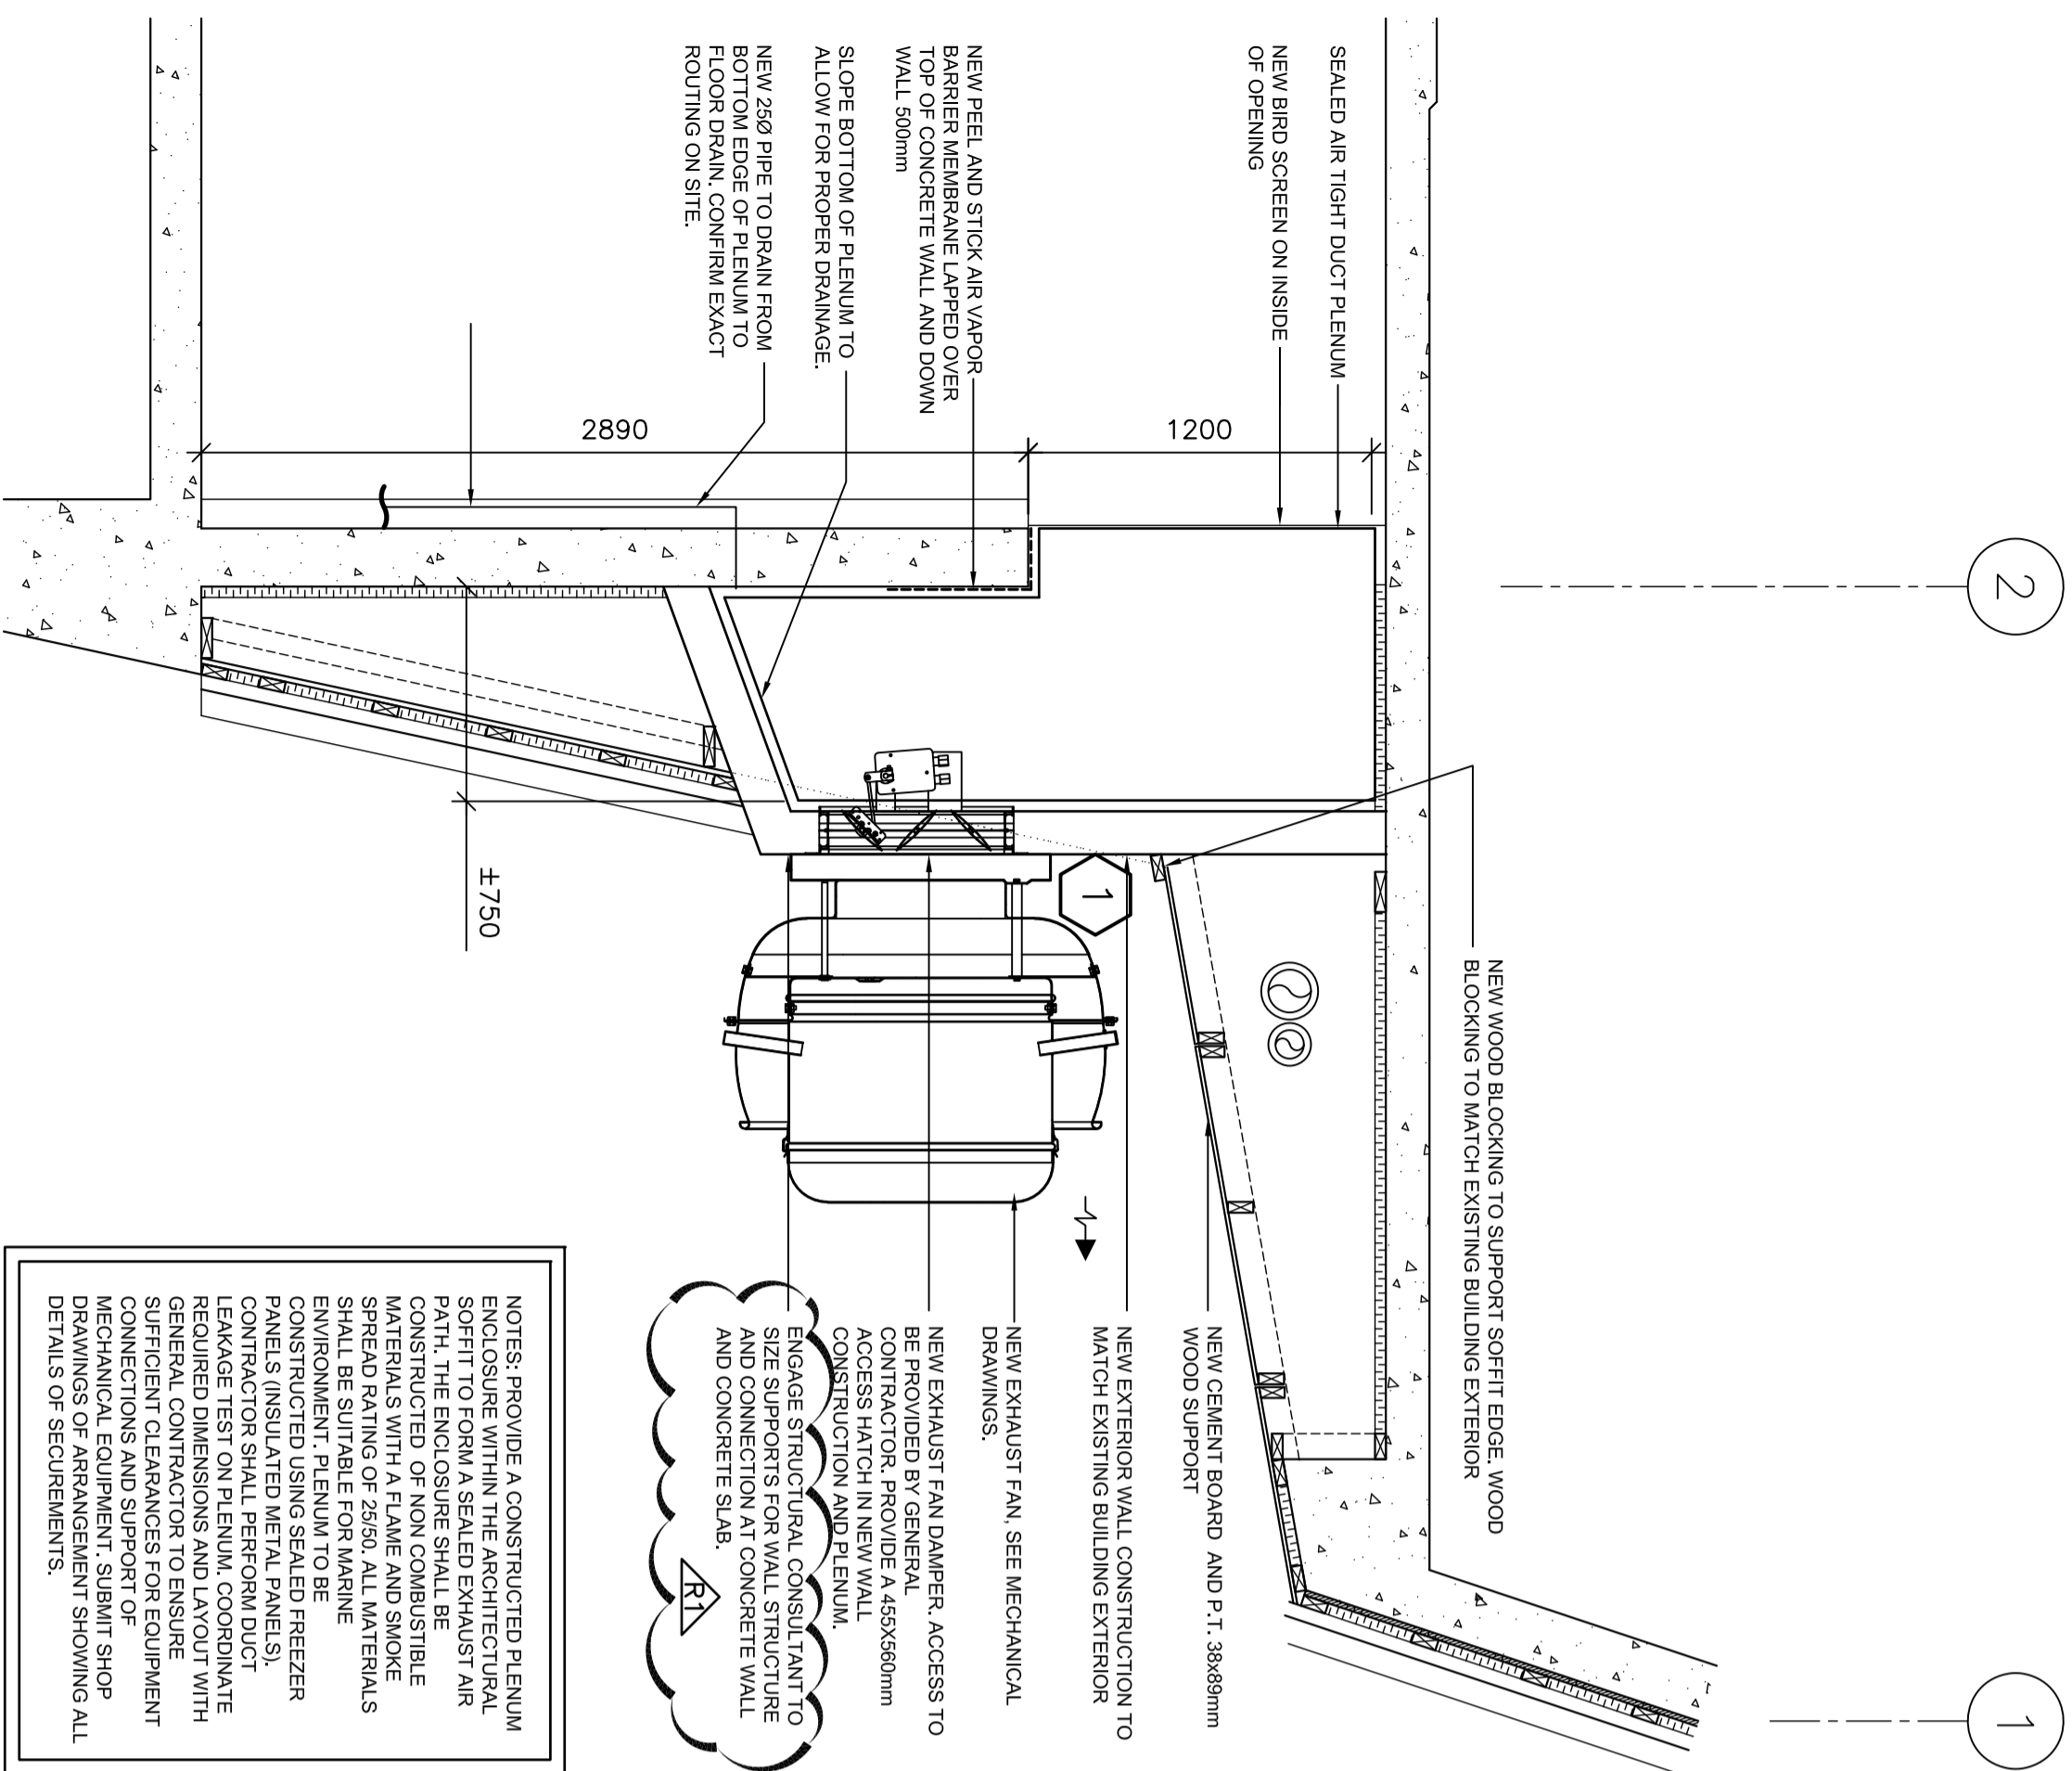 2
1
SEALED AIR TIGHT DUCT PLENUM
NEW BIRD SCREEN ON INSIDE
OF OPENING
NEW PEEL AND STICK AIR VAPOR
BARRIER MEMBRANE LAPPED OVER
TOP OF CONCRETE WALL AND DOWN
WALL 500mm
SLOPE BOTTOM OF PLENUM TO
ALLOW FOR PROPER DRAINAGE.
NEW 25Ø PIPE TO DRAIN FROM
BOTTOM EDGE OF PLENUM TO
FLOOR DRAIN. CONFIRM EXACT
ROUTING ON SITE.
1200
2890
±750
1
NEW WOOD BLOCKING TO SUPPORT SOFFIT EDGE, WOOD
BLOCKING TO MATCH EXISTING BUILDING EXTERIOR
NEW CEMENT BOARD AND P.T. 38x89mm
WOOD SUPPORT
NEW EXTERIOR WALL CONSTRUCTION TO
MATCH EXISTING BUILDING EXTERIOR
NEW EXHAUST FAN, SEE MECHANICAL
DRAWINGS.
NEW EXHAUST FAN DAMPER. ACCESS TO
BE PROVIDED BY GENERAL
CONTRACTOR. PROVIDE A 455X560mm
ACCESS HATCH IN NEW WALL
CONSTRUCTION AND PLENUM.
ENGAGE STRUCTURAL CONSULTANT TO
SIZE SUPPORTS FOR WALL STRUCTURE
AND CONNECTION AT CONCRETE WALL
AND CONCRETE SLAB.
R1
NOTES: PROVIDE A CONSTRUCTED PLENUM
ENCLOSURE WITHIN THE ARCHITECTURAL
SOFFIT TO FORM A SEALED EXHAUST AIR
PATH. THE ENCLOSURE SHALL BE
CONSTRUCTED OF NON COMBUSTIBLE
MATERIALS WITH A FLAME AND SMOKE
SPREAD RATING OF 25/50. ALL MATERIALS
SHALL BE SUITABLE FOR MARINE
ENVIRONMENT. PLENUM TO BE
CONSTRUCTED USING SEALED FREEZER
PANELS (INSULATED METAL PANELS).
CONTRACTOR SHALL PERFORM DUCT
LEAKAGE TEST ON PLENUM. COORDINATE
REQUIRED DIMENSIONS AND LAYOUT WITH
GENERAL CONTRACTOR TO ENSURE
SUFFICIENT CLEARANCES FOR EQUIPMENT
CONNECTIONS AND SUPPORT OF
MECHANICAL EQUIPMENT. SUBMIT SHOP
DRAWINGS OF ARRANGEMENT SHOWING ALL
DETAILS OF SECUREMENTS.